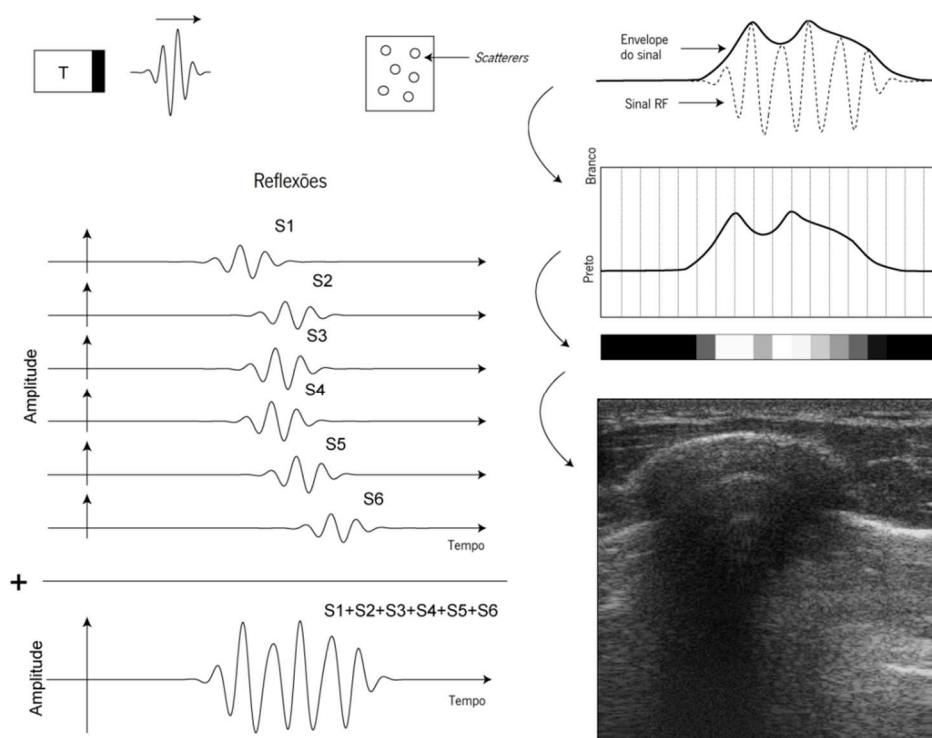 T
Scatterers
Reflexões
Amplitude
S1
S2
S3
S4
S5
S6
Tempo
+
S1+S2+S3+S4+S5+S6
Amplitude
Tempo
Envelope
do sinal
Sinal RF
Branco
Preto